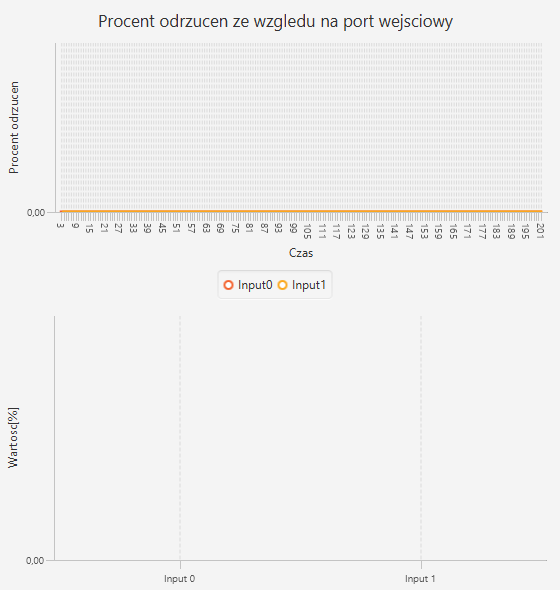 Procent odrzucen ze wzgledu na port wejsciowy
Procent odrzucen
0,00
3 9 15 21 27 33 39 45 51 57 63 69 75 81 87 93 99 105 111 117 123 129 135 141 147 153 159 165 171 177 183 189 195 201
Czas
Input0 Input1
Wartosc[%]
0,00
Input 0 Input 1